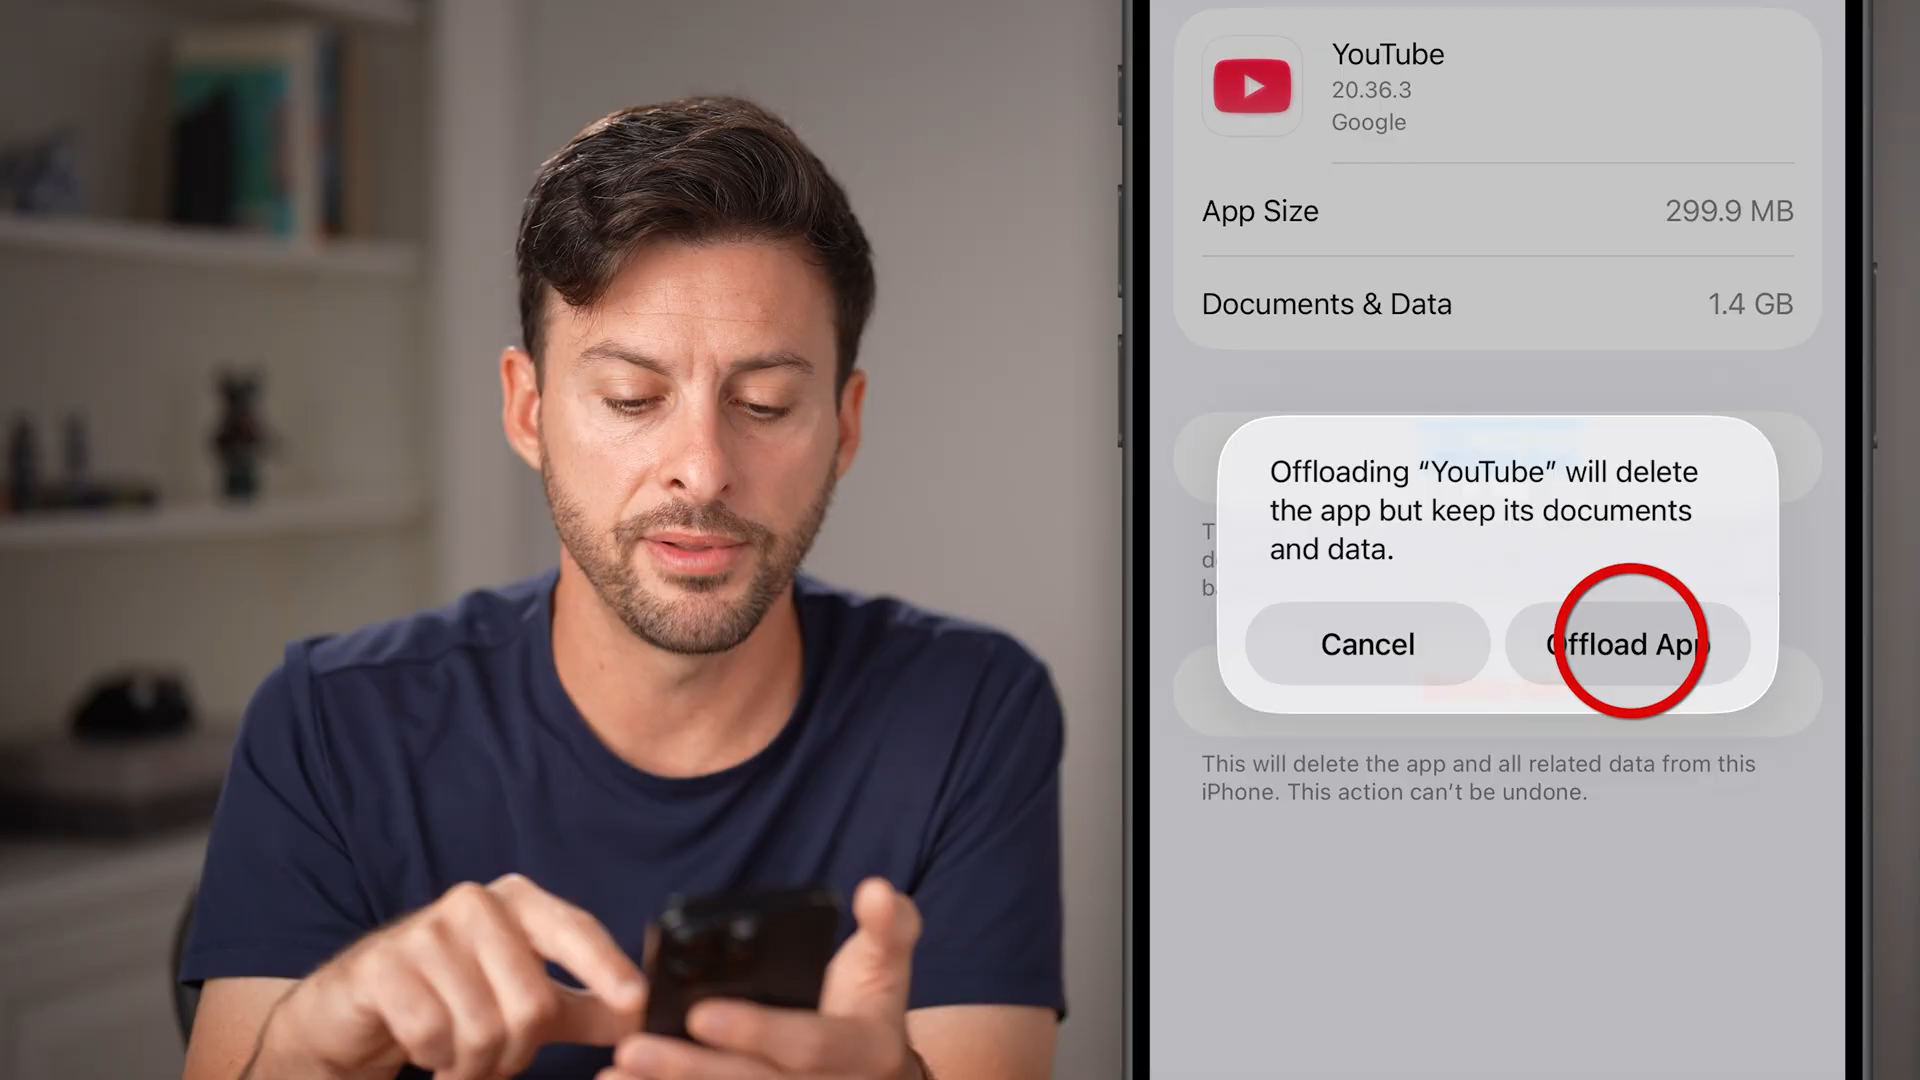 YouTube
20.36.3
Google
App Size 299.9 MB
Documents & Data 1.4 GB
Offloading “YouTube” will delete
the app but keep its documents
and data.
Cancel Offload App
This will delete the app and all related data from this
iPhone. This action can’t be undone.